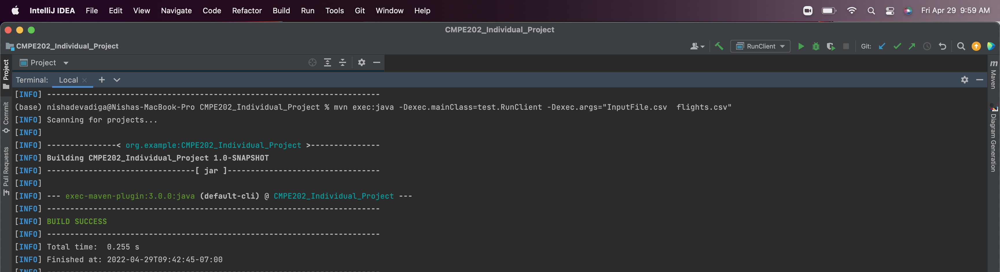 IntelliJ IDEA File Edit View Navigate Code Refactor Build Run Tools Git Window Help Fri Apr 29 9:59 AM
CMPE202_Individual_Project
CMPE202_Individual_Project RunClient Git:
Project
Terminal: Local
[INFO] ------------------------------------------------------------------------
(base) nishadevadiga@Nishas-MacBook-Pro CMPE202_Individual_Project % mvn exec:java -Dexec.mainClass=test.RunClient -Dexec.args="InputFile.csv  flights.csv"
[INFO] Scanning for projects...
[INFO]
[INFO] ---------------< org.example:CMPE202_Individual_Project >---------------
[INFO] Building CMPE202_Individual_Project 1.0-SNAPSHOT
[INFO] --------------------------------[ jar ]---------------------------------
[INFO]
[INFO] --- exec-maven-plugin:3.0.0:java (default-cli) @ CMPE202_Individual_Project ---
[INFO] ------------------------------------------------------------------------
[INFO] BUILD SUCCESS
[INFO] ------------------------------------------------------------------------
[INFO] Total time:  0.255 s
[INFO] Finished at: 2022-04-29T09:42:45-07:00
[INFO] ------------------------------------------------------------------------
Project
Commit
Pull Requests
m Maven
Diagram Generation